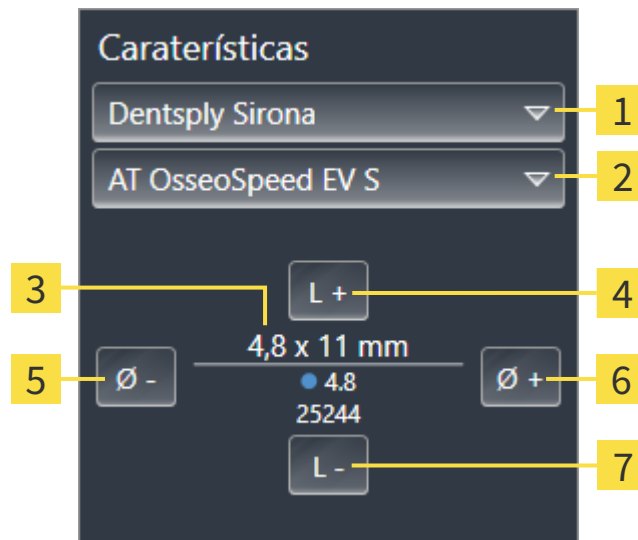 Caraterísticas
Dentsply Sirona
1
AT OsseoSpeed EV S
2
3
L +
4
4,8 x 11 mm
5
Ø -
4.8
Ø +
6
25244
L -
7